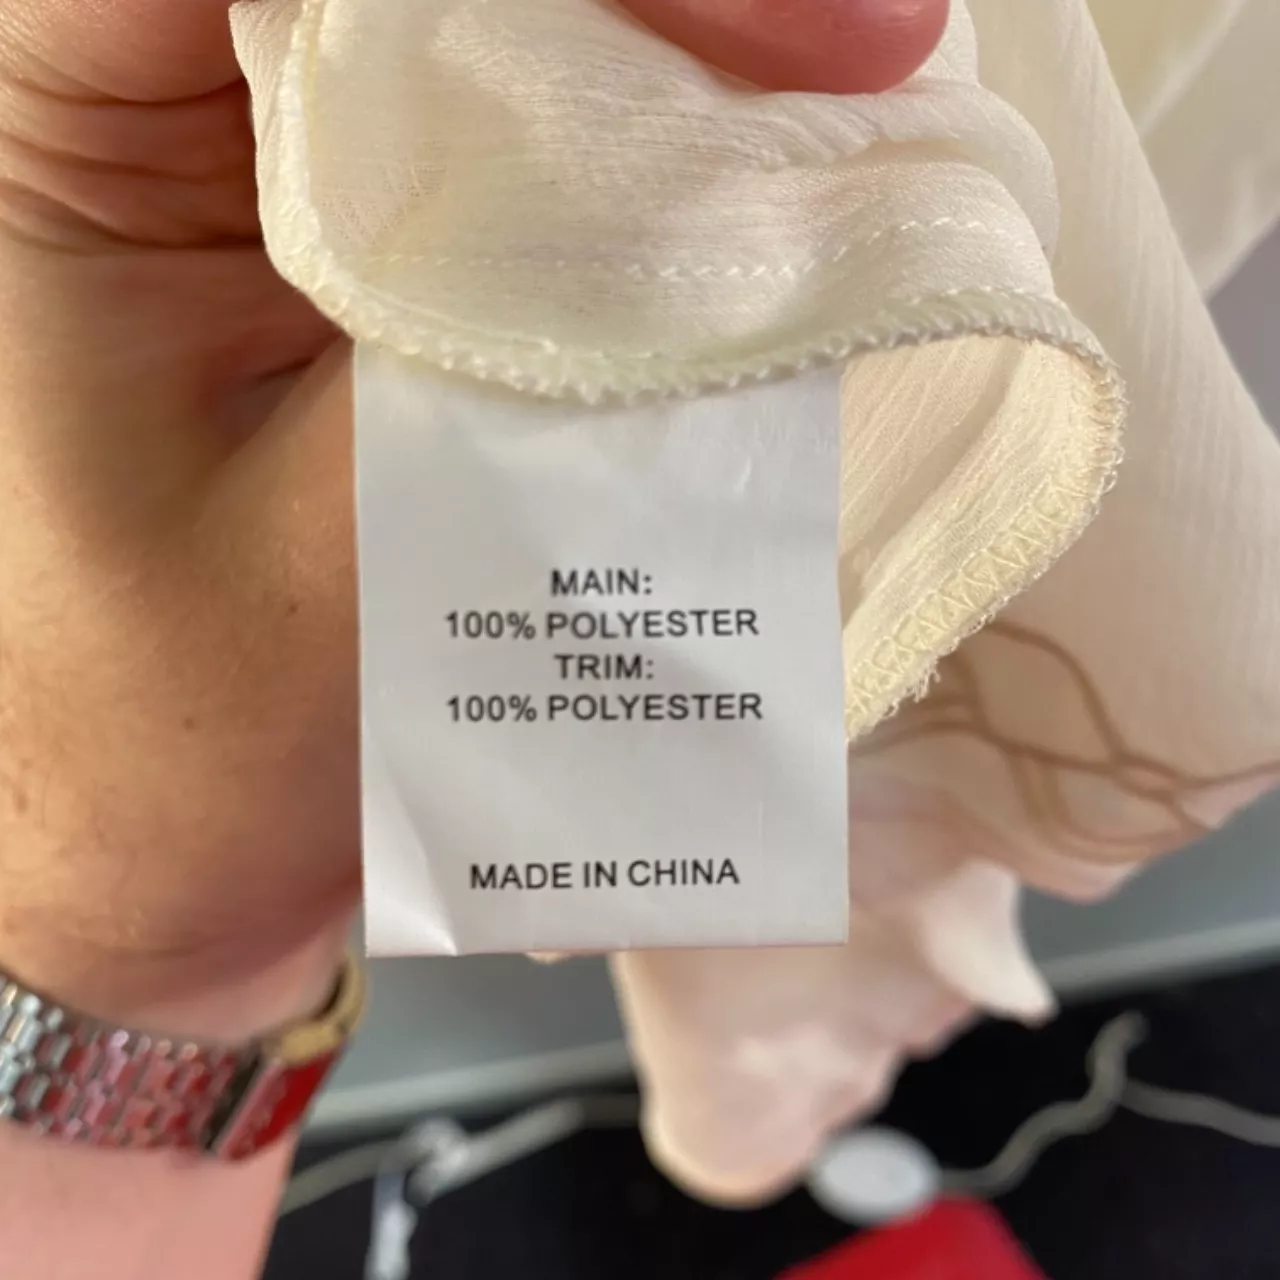 MAIN:
100% POLYESTER
TRIM:
100% POLYESTER
MADE IN CHINA